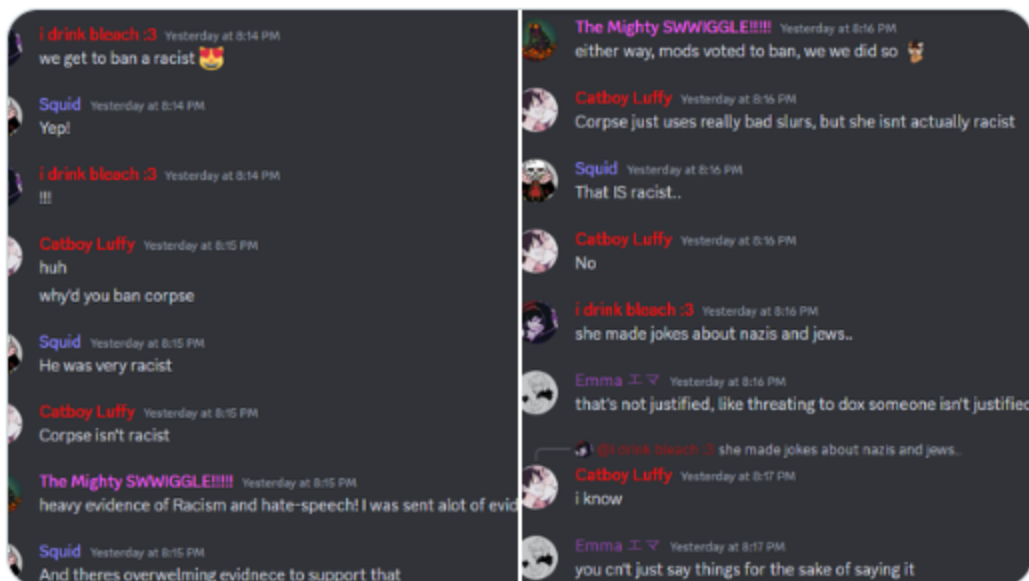 i drink bleach :3 Yesterday at 8:14 PM
we get to ban a racist
Squid Yesterday at 8:14 PM
Yep!
i drink bleach :3 Yesterday at 8:14 PM
!!!
Catboy Luffy Yesterday at 8:15 PM
huh
why'd you ban corpse
Squid Yesterday at 8:15 PM
He was very racist
Catboy Luffy Yesterday at 8:15 PM
Corpse isn't racist
The Mighty SWWIGGLE!!!!! Yesterday at 8:15 PM
heavy evidence of Racism and hate-speech! I was sent alot of evid
Squid Yesterday at 8:15 PM
And theres overwelming evidnece to support that
The Mighty SWWIGGLE!!!!! Yesterday at 8:16 PM
either way, mods voted to ban, we we did so
Catboy Luffy Yesterday at 8:16 PM
Corpse just uses really bad slurs, but she isnt actually racist
Squid Yesterday at 8:16 PM
That IS racist..
Catboy Luffy Yesterday at 8:16 PM
No
i drink bleach :3 Yesterday at 8:16 PM
she made jokes about nazis and jews..
Emma エマ Yesterday at 8:16 PM
that's not justified, like threating to dox someone isn't justified
@i drink bleach :3 she made jokes about nazis and jews..
Catboy Luffy Yesterday at 8:17 PM
i know
Emma エマ Yesterday at 8:17 PM
you cn't just say things for the sake of saying it